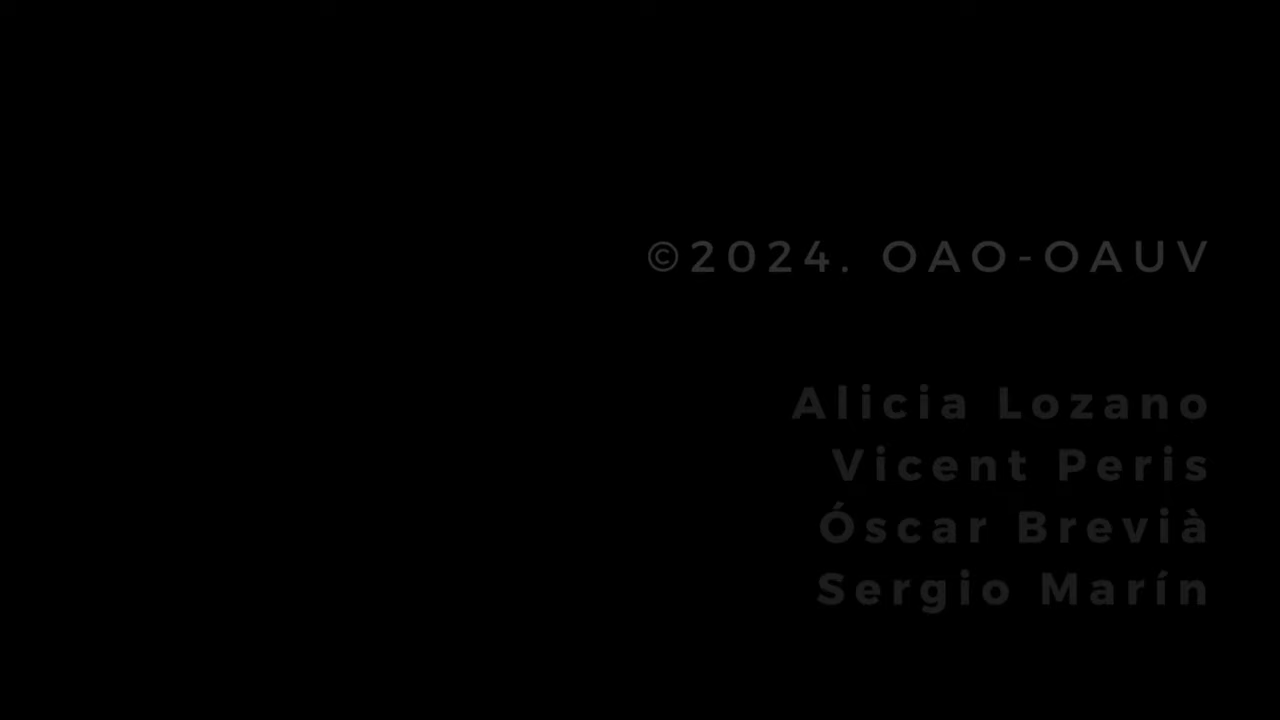 ©2024. OAO-OAUV
Alicia Lozano
Vicent Peris
Óscar Brevià
Sergio Marín